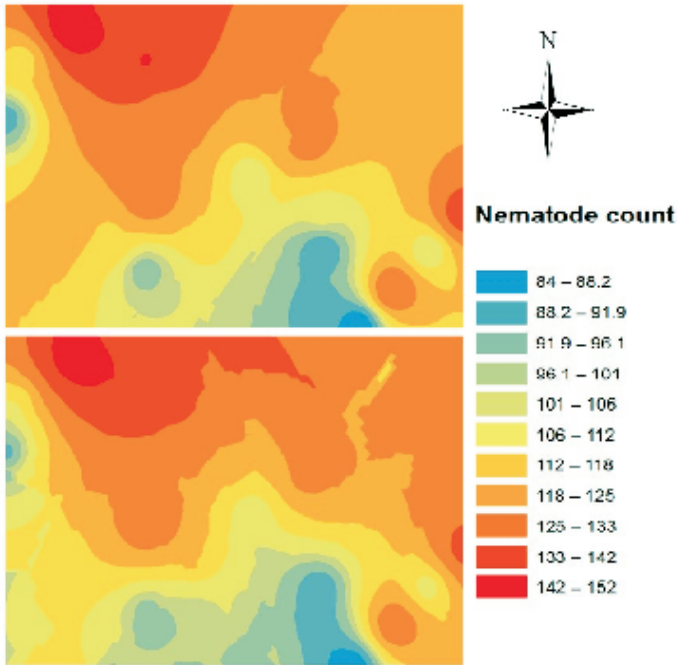 N
Nematode count
84 – 88.2
88.2 – 91.9
91.9 – 96.1
96.1 – 101
101 – 106
106 – 112
112 – 118
118 – 125
125 – 133
133 – 142
142 – 152